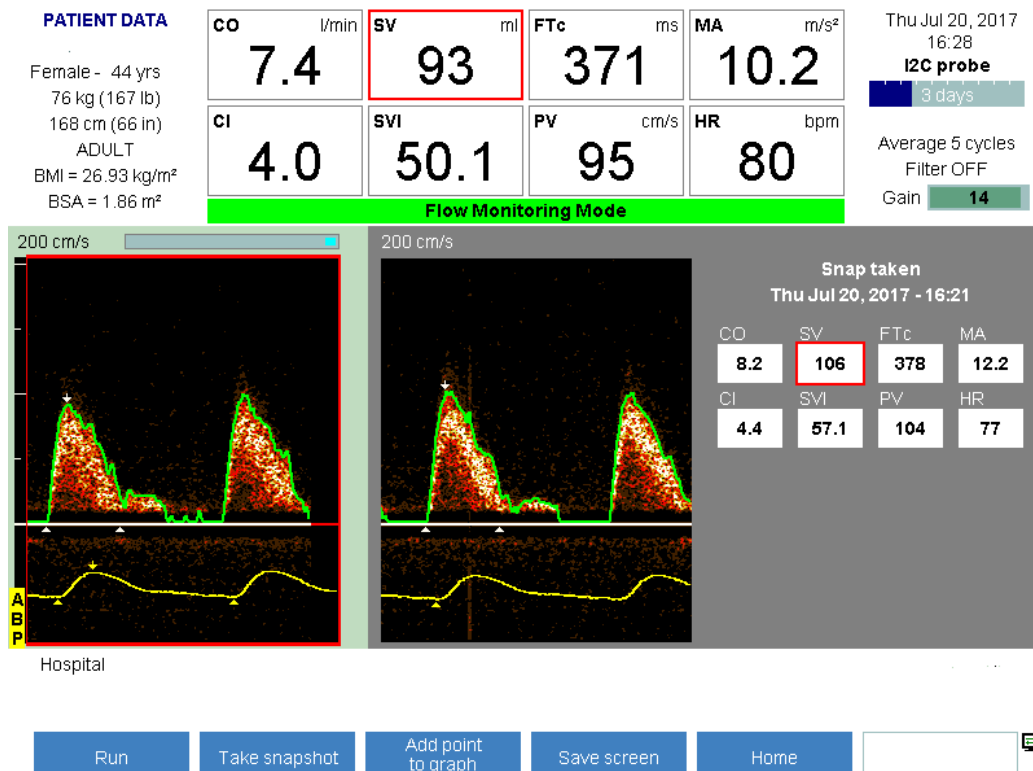 PATIENT DATA
Female - 44 yrs
76 kg (167 lb)
168 cm (66 in)
ADULT
BMI = 26.93 kg/m²
BSA = 1.86 m²
CO l/min
7.4
SV ml
93
FTc ms
371
MA m/s²
10.2
CI
4.0
SVI
50.1
PV cm/s
95
HR bpm
80
Flow Monitoring Mode
Thu Jul 20, 2017
16:28
I2C probe
3 days
Average 5 cycles
Filter OFF
Gain 14
200 cm/s
ABP
200 cm/s
Snap taken
Thu Jul 20, 2017 - 16:21
CO SV FTc MA
8.2 106 378 12.2
CI SVI PV HR
4.4 57.1 104 77
Hospital
Run
Take snapshot
Add point
to graph
Save screen
Home